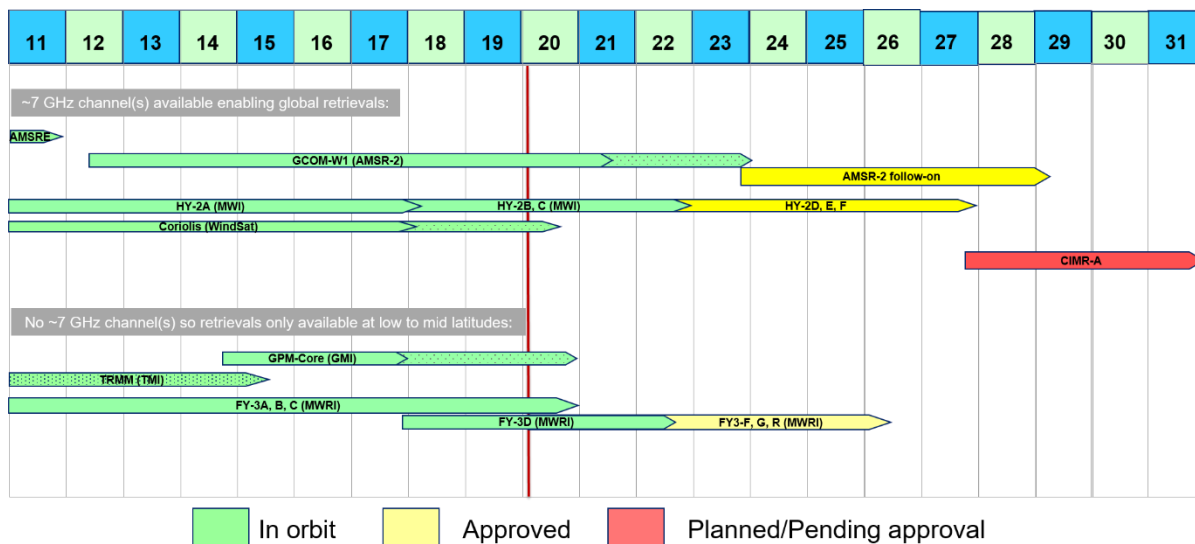 11 12 13 14 15 16 17 18 19 20 21 22 23 24 25 26 27 28 29 30 31
~7 GHz channel(s) available enabling global retrievals:
AMSRE
GCOM-W1 (AMSR-2)
AMSR-2 follow-on
HY-2A (MWI) HY-2B, C (MWI) HY-2D, E, F
Coriolis (WindSat)
CIMR-A
No ~7 GHz channel(s) so retrievals only available at low to mid latitudes:
GPM-Core (GMI)
TRMM (TMI)
FY-3A, B, C (MWRI)
FY-3D (MWRI) FY3-F, G, R (MWRI)
In orbit Approved Planned/Pending approval